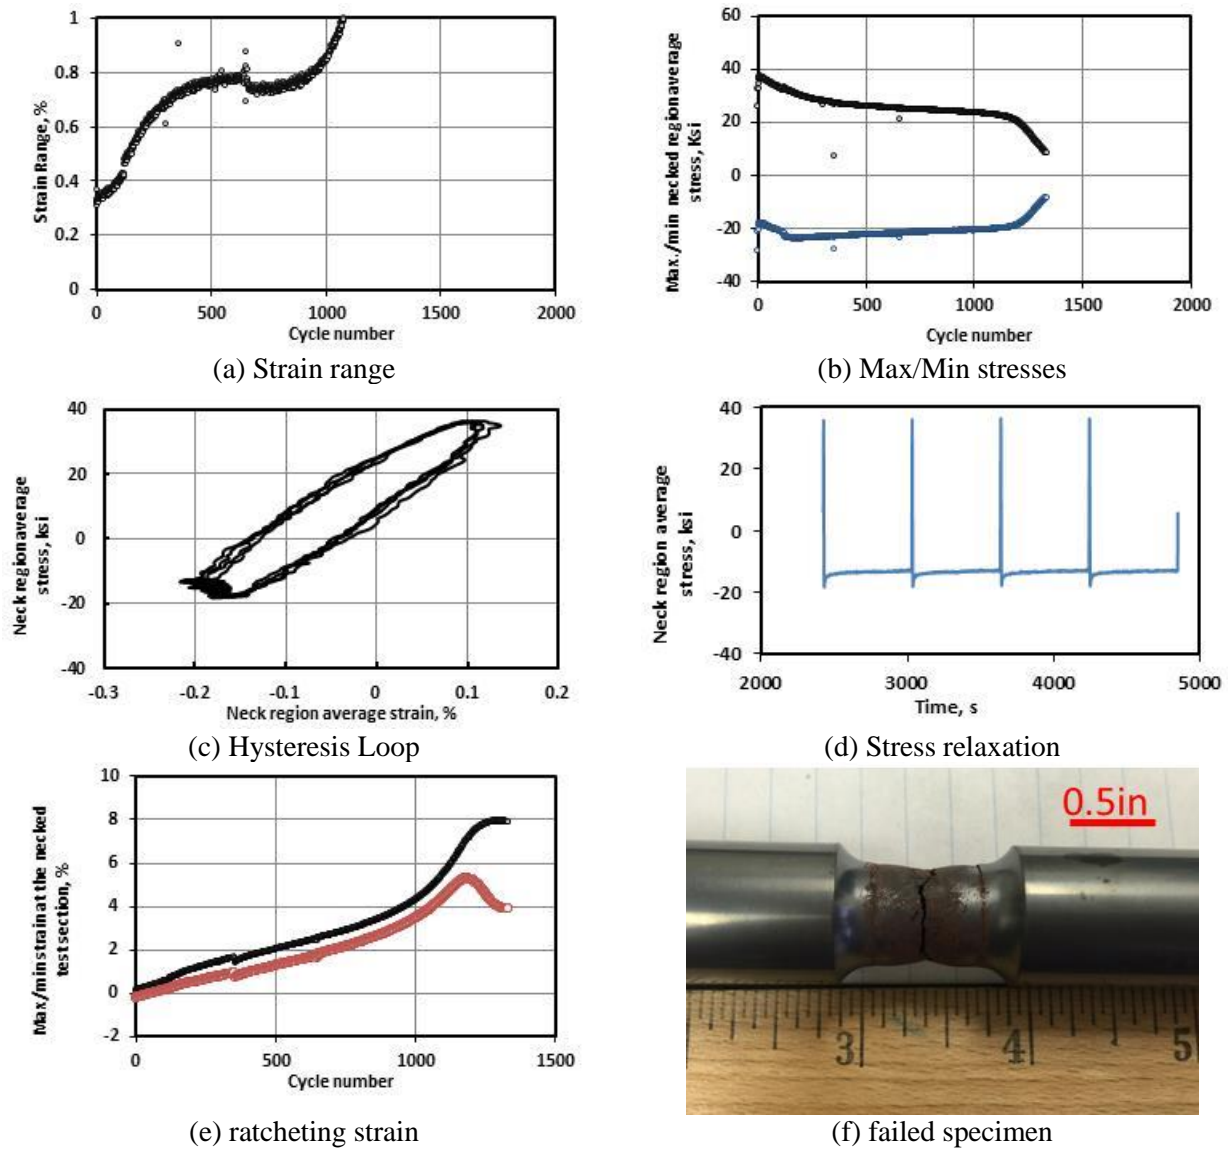 1
0.8
0.6
0.4
0.2
0
Strain Range, %
0 500 1000 1500 2000
Cycle number
(a) Strain range
60
40
20
0
-20
-40
Max./min necked region average
stress, Ksi
0 500 1000 1500 2000
Cycle number
(b) Max/Min stresses
40
20
0
-20
-40
Neck region average
stress, ksi
-0.3 -0.2 -0.1 0 0.1 0.2
Neck region average strain, %
(c) Hysteresis Loop
40
20
0
-20
-40
Neck region average
stress, ksi
2000 3000 4000 5000
Time, s
(d) Stress relaxation
10
8
6
4
2
0
-2
Max/min strain at the necked
test section, %
0 500 1000 1500
Cycle number
(e) ratcheting strain
0.5in
3 4 5
(f) failed specimen